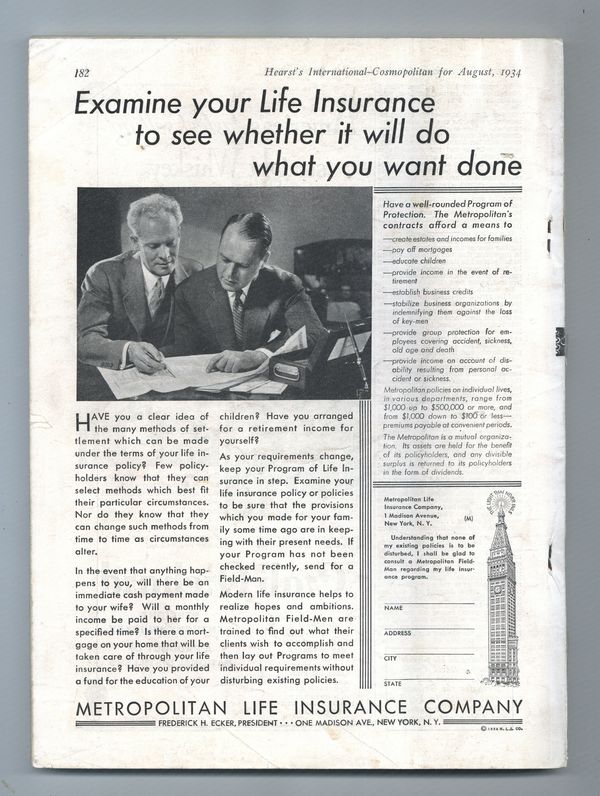 182
Hearst's International-Cosmopolitan for August, 1934
Examine your Life Insurance
to see whether it will do
what you want done
HAVE you a clear idea of
the many methods of set-
tlement which can be made
under the terms of your life in-
surance policy? Few policy-
holders know that they can
select methods which best fit
their particular circumstances.
Nor do they know that they
can change such methods from
time to time as circumstances
alter.
In the event that anything hap-
pens to you, will there be an
immediate cash payment made
to your wife? Will a monthly
income be paid to her for a
specified time? Is there a mort-
gage on your home that will be
taken care of through your life
insurance? Have you provided
a fund for the education of your
children? Have you arranged
for a retirement income for
yourself?
As your requirements change,
keep your Program of Life In-
surance in step. Examine your
life insurance policy or policies
to be sure that the provisions
which you made for your fam-
ily some time ago are in keep-
ing with their present needs. If
your Program has not been
checked recently, send for a
Field-Man.
Modern life insurance helps to
realize hopes and ambitions.
Metropolitan Field-Men are
trained to find out what their
clients wish to accomplish and
then lay out Programs to meet
individual requirements without
disturbing existing policies.
Have a well-rounded Program of
Protection. The Metropolitan's
contracts afford a means to
—create estates and incomes for families
—pay off mortgages
—educate children
—provide income in the event of re-
tirement
—establish business credits
—stabilize business organizations by
indemnifying them against the loss
of key-men
—provide group protection for em-
ployees covering accident, sickness,
old age and death
—provide income on account of dis-
ability resulting from personal ac-
cident or sickness.
Metropolitan policies on individual lives,
in various departments, range from
$1,000 up to $500,000 or more, and
from $1,000 down to $100 or less—
premiums payable at convenient periods.
The Metropolitan is a mutual organiza-
tion. Its assets are held for the benefit
of its policyholders, and any divisible
surplus is returned to its policyholders
in the form of dividends.
Metropolitan Life
Insurance Company,
1 Madison Avenue,
New York, N. Y. (M)
Understanding that none of
my existing policies is to be
disturbed, I shall be glad to
consult a Metropolitan Field-
Man regarding my life insur-
ance program.
NAME
ADDRESS
CITY
STATE
THE LIGHT THAT NEVER FAILS
METROPOLITAN LIFE INSURANCE COMPANY
FREDERICK H. ECKER, PRESIDENT · · · ONE MADISON AVE., NEW YORK, N. Y.
© 1934 M. L. I. CO.